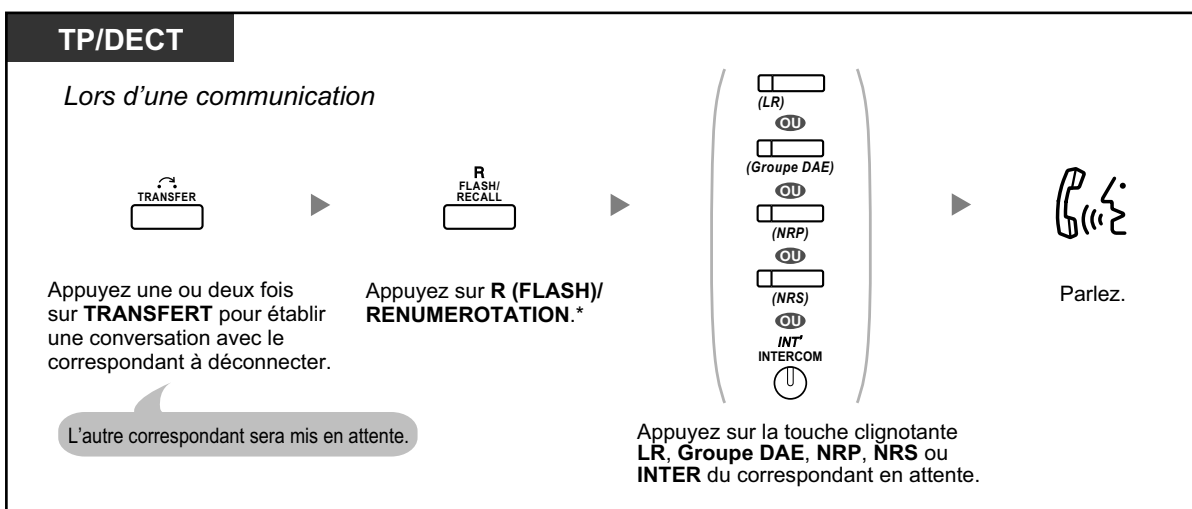 TP/DECT
Lors d'une communication
TRANSFER
R
FLASH/
RECALL
(LR)
OU
(Groupe DAE)
OU
(NRP)
OU
(NRS)
OU
INT'
INTERCOM
Appuyez une ou deux fois
sur TRANSFERT pour établir
une conversation avec le
correspondant à déconnecter.
L'autre correspondant sera mis en attente.
Appuyez sur R (FLASH)/
RENUMEROTATION.*
Appuyez sur la touche clignotante
LR, Groupe DAE, NRP, NRS ou
INTER du correspondant en attente.
Parlez.